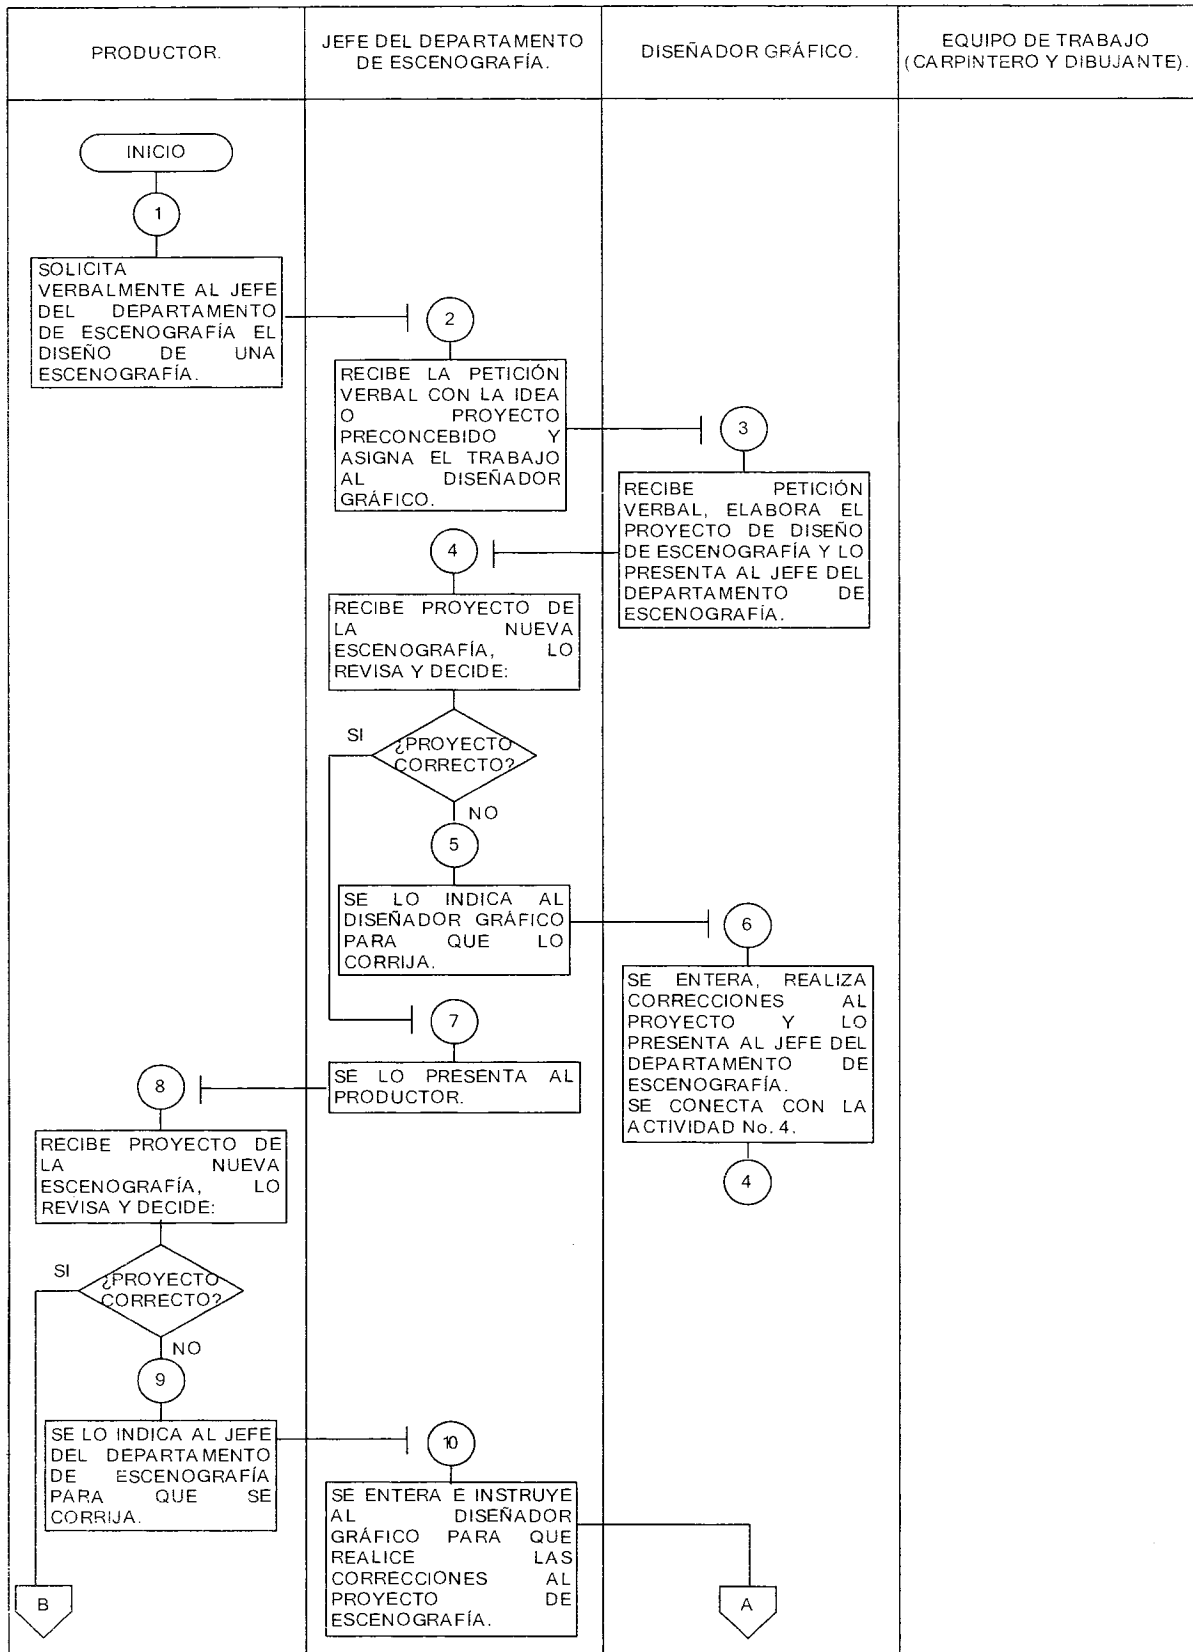 PRODUCTOR.
JEFE DEL DEPARTAMENTO
DE ESCENOGRAFÍA.
DISEÑADOR GRÁFICO.
EQUIPO DE TRABAJO
(CARPINTERO Y DIBUJANTE).
INICIO
1
SOLICITA
VERBALMENTE AL JEFE
DEL DEPARTAMENTO
DE ESCENOGRAFÍA EL
DISEÑO DE UNA
ESCENOGRAFÍA.
2
RECIBE LA PETICIÓN
VERBAL CON LA IDEA
O PROYECTO
PRECONCEBIDO Y
ASIGNA EL TRABAJO
AL DISEÑADOR
GRÁFICO.
3
RECIBE PETICIÓN
VERBAL, ELABORA EL
PROYECTO DE DISEÑO
DE ESCENOGRAFÍA Y LO
PRESENTA AL JEFE DEL
DEPARTAMENTO DE
ESCENOGRAFÍA.
4
RECIBE PROYECTO DE
LA NUEVA
ESCENOGRAFÍA, LO
REVISA Y DECIDE:
SI
¿PROYECTO
CORRECTO?
NO
5
SE LO INDICA AL
DISEÑADOR GRÁFICO
PARA QUE LO
CORRIJA.
6
SE ENTERA, REALIZA
CORRECCIONES AL
PROYECTO Y LO
PRESENTA AL JEFE DEL
DEPARTAMENTO DE
ESCENOGRAFÍA.
SE CONECTA CON LA
ACTIVIDAD No. 4.
4
7
SE LO PRESENTA AL
PRODUCTOR.
8
RECIBE PROYECTO DE
LA NUEVA
ESCENOGRAFÍA, LO
REVISA Y DECIDE:
SI
¿PROYECTO
CORRECTO?
NO
9
SE LO INDICA AL JEFE
DEL DEPARTAMENTO
DE ESCENOGRAFÍA
PARA QUE SE
CORRIJA.
10
SE ENTERA E INSTRUYE
AL DISEÑADOR
GRÁFICO PARA QUE
REALICE LAS
CORRECCIONES AL
PROYECTO DE
ESCENOGRAFÍA.
B
A